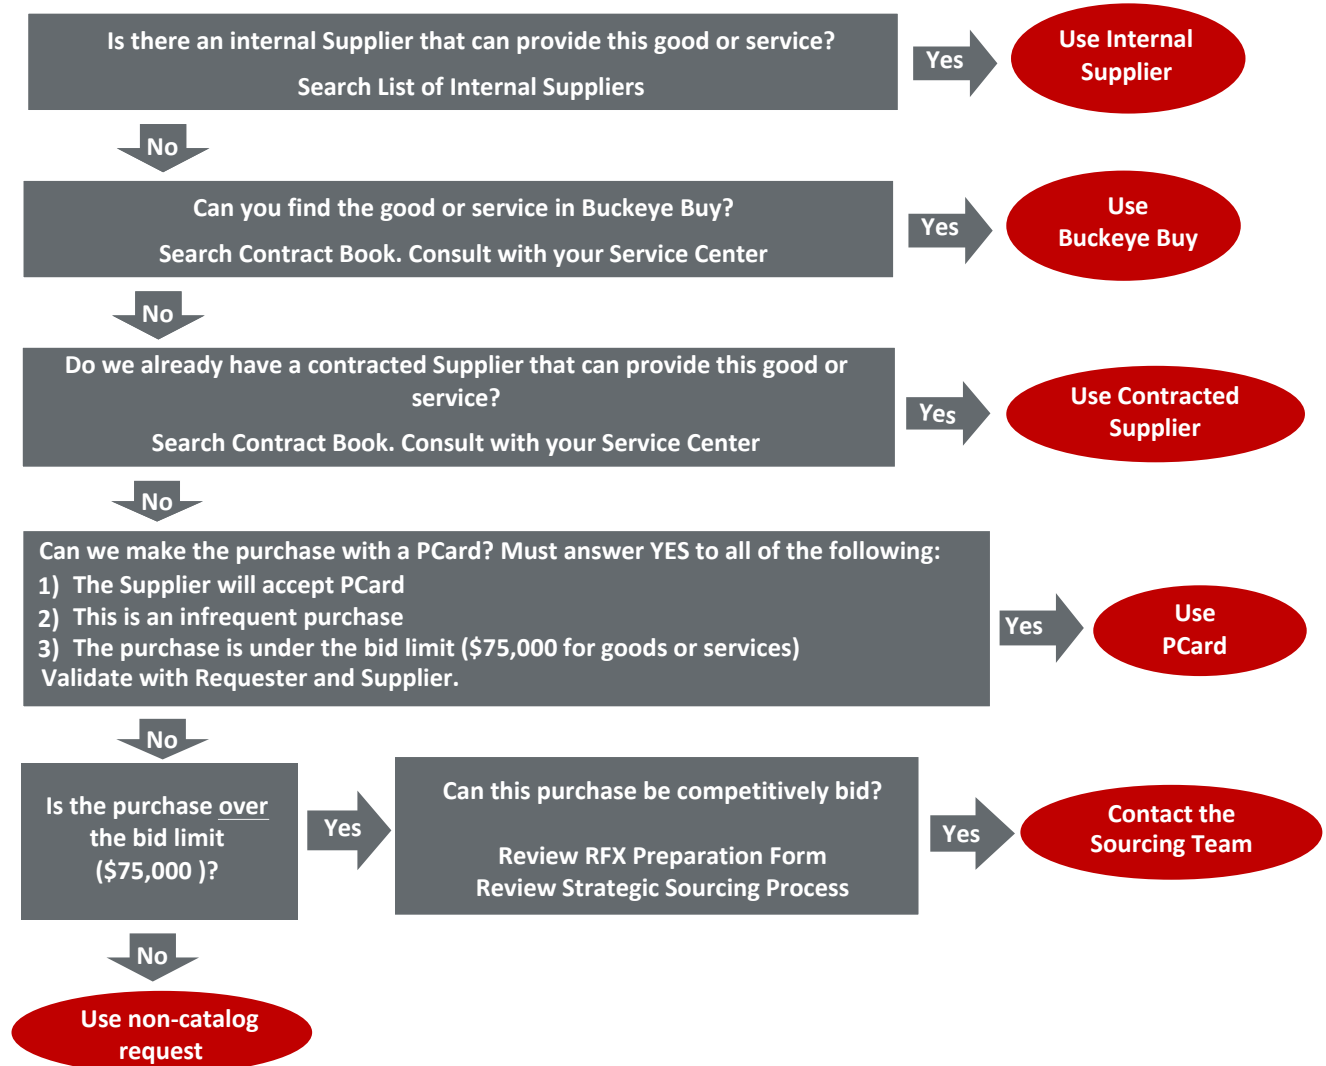 Is there an internal Supplier that can provide this good or service?
Search List of Internal Suppliers
Yes
Use Internal
Supplier
No
Can you find the good or service in Buckeye Buy?
Search Contract Book. Consult with your Service Center
Yes
Use
Buckeye Buy
No
Do we already have a contracted Supplier that can provide this good or
service?
Search Contract Book. Consult with your Service Center
Yes
Use Contracted
Supplier
No
Can we make the purchase with a PCard? Must answer YES to all of the following:
1) The Supplier will accept PCard
2) This is an infrequent purchase
3) The purchase is under the bid limit ($75,000 for goods or services)
Validate with Requester and Supplier.
Yes
Use
PCard
No
Is the purchase over
the bid limit
($75,000 )?
Yes
Can this purchase be competitively bid?
Review RFX Preparation Form
Review Strategic Sourcing Process
Yes
Contact the
Sourcing Team
No
Use non-catalog
request